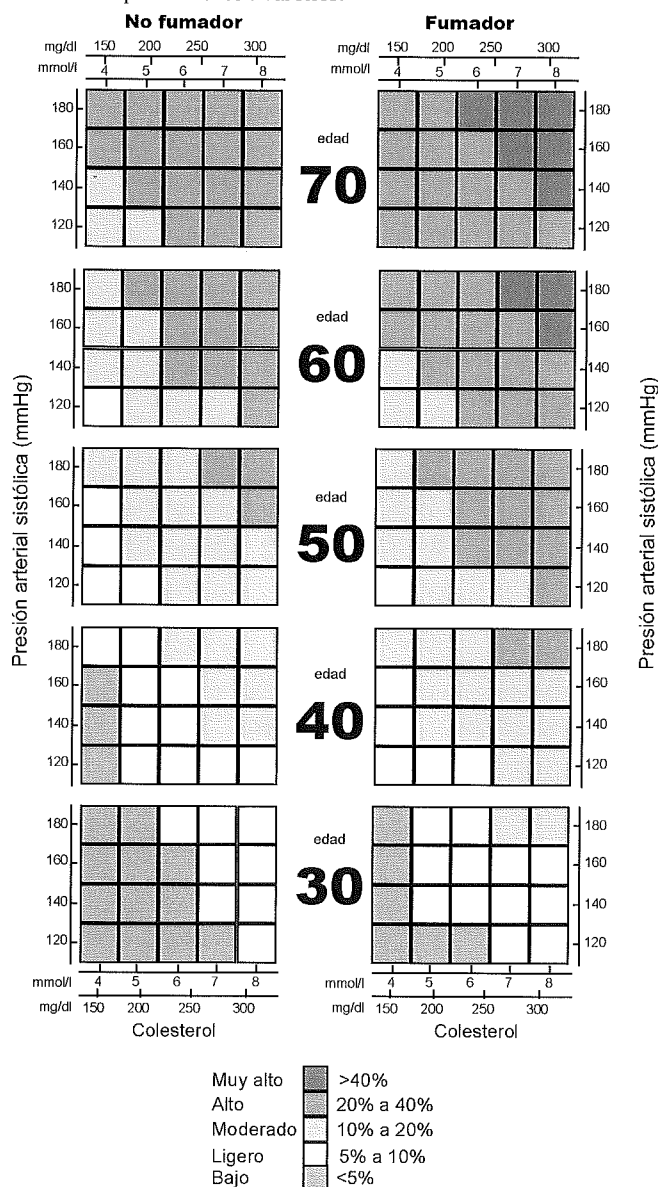 No fumador Fumador
mg/dl 150 200 250 300 mg/dl 150 200 250 300
mmol/l 4 5 6 7 8 mmol/l 4 5 6 7 8
180 180
edad
160 160
70
140 140
120 120
180 180
edad
160 160
60
140 140
120 120
Presión arterial sistólica (mmHg) Presión arterial sistólica (mmHg)
180 180
edad
160 160
50
140 140
120 120
180 180
edad
160 160
40
140 140
120 120
180 180
edad
160 160
30
140 140
120 120
mmol/l 4 5 6 7 8 mmol/l 4 5 6 7 8
mg/dl 150 200 250 300 mg/dl 150 200 250 300
Colesterol Colesterol
Muy alto >40%
Alto 20% a 40%
Moderado 10% a 20%
Ligero 5% a 10%
Bajo <5%